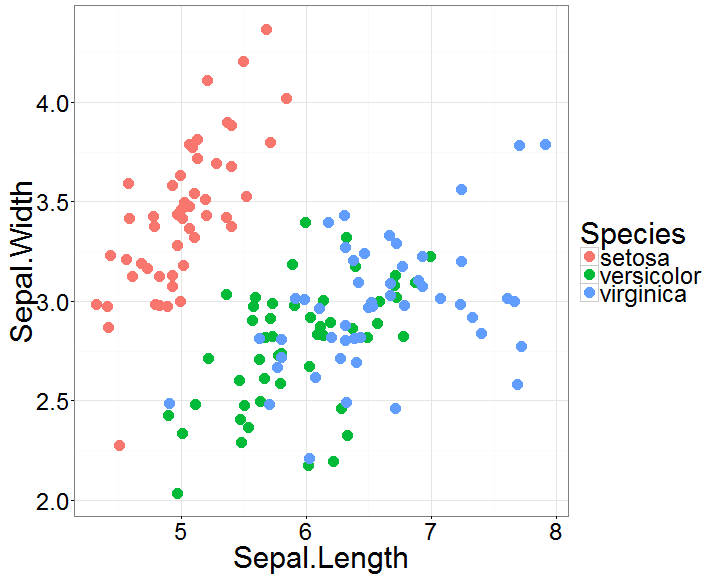 4.0
3.5
3.0
2.5
2.0
Sepal.Width
5 6 7 8
Sepal.Length
Species
setosa
versicolor
virginica